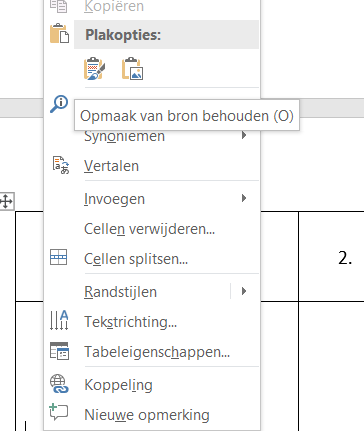 Kopiëren
Plakopties:
Opmaak van bron behouden (O)
Synoniemen
Vertalen
Invoegen
Cellen verwijderen...
Cellen splitsen...
2.
Randstijlen
Tekstrichting...
Tabeleigenschappen...
Koppeling
Nieuwe opmerking